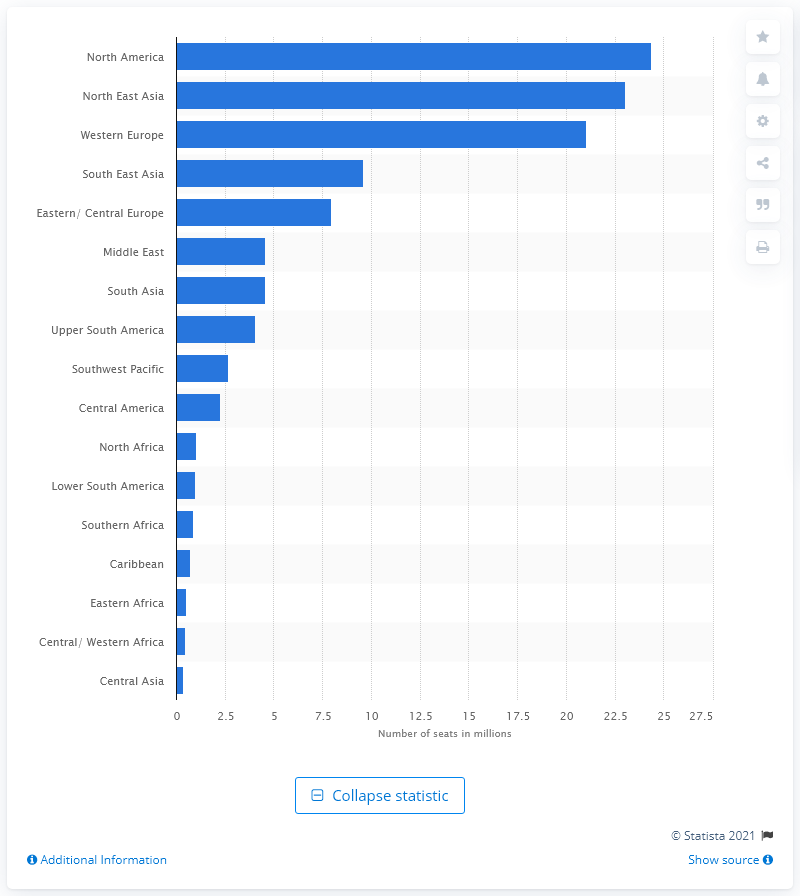 North America
North East Asia
Western Europe
South East Asia
Eastern/ Central Europe
Middle East
South Asia
Upper South America
Southwest Pacific
Central America
North Africa
Lower South America
Southern Africa
Caribbean
Eastern Africa
Central/ Western Africa
Central Asia
0 2.5 5 7.5 10 12.5 15 17.5 20 22.5 25 27.5
Number of seats in millions
Collapse statistic
© Statista 2021
Additional Information
Show source